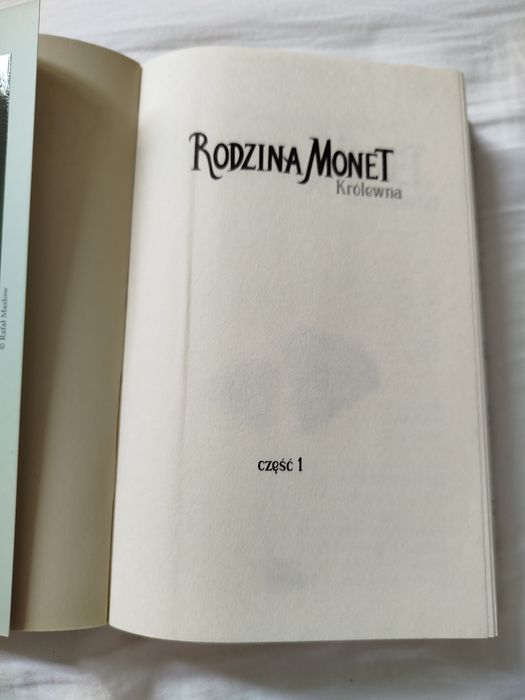 © Rafał Masłow
RODZINA MONET
Królewna
część 1